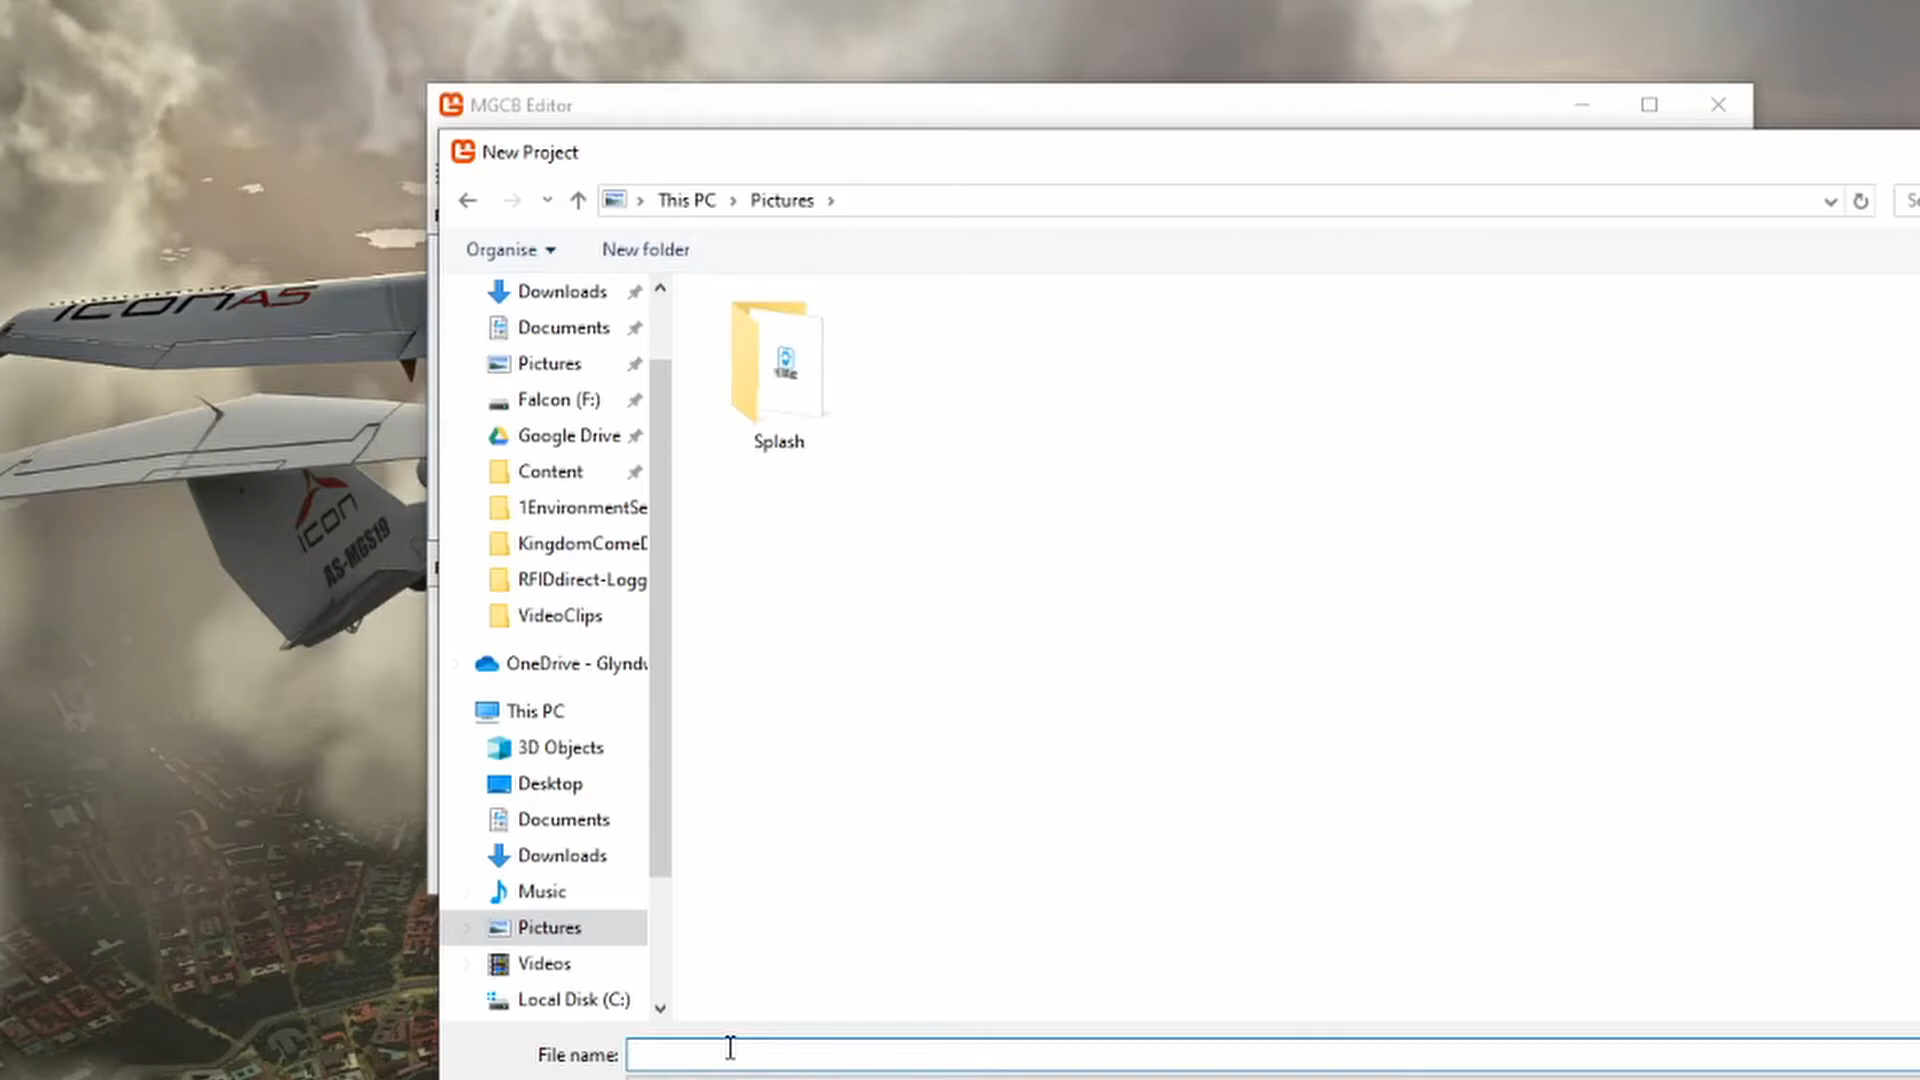 MGCB Editor
New Project
This PC
Pictures
Organise
New folder
Downloads
Documents
Pictures
Falcon (F:)
Google Drive
Content
1EnvironmentSe
KingdomComeD
RFIDdirect-Logg
VideoClips
OneDrive - Glyndw
This PC
3D Objects
Desktop
Documents
Downloads
Music
Pictures
Videos
Local Disk (C:)
Splash
File name:
ICON A5
ICON
AS-MGS19